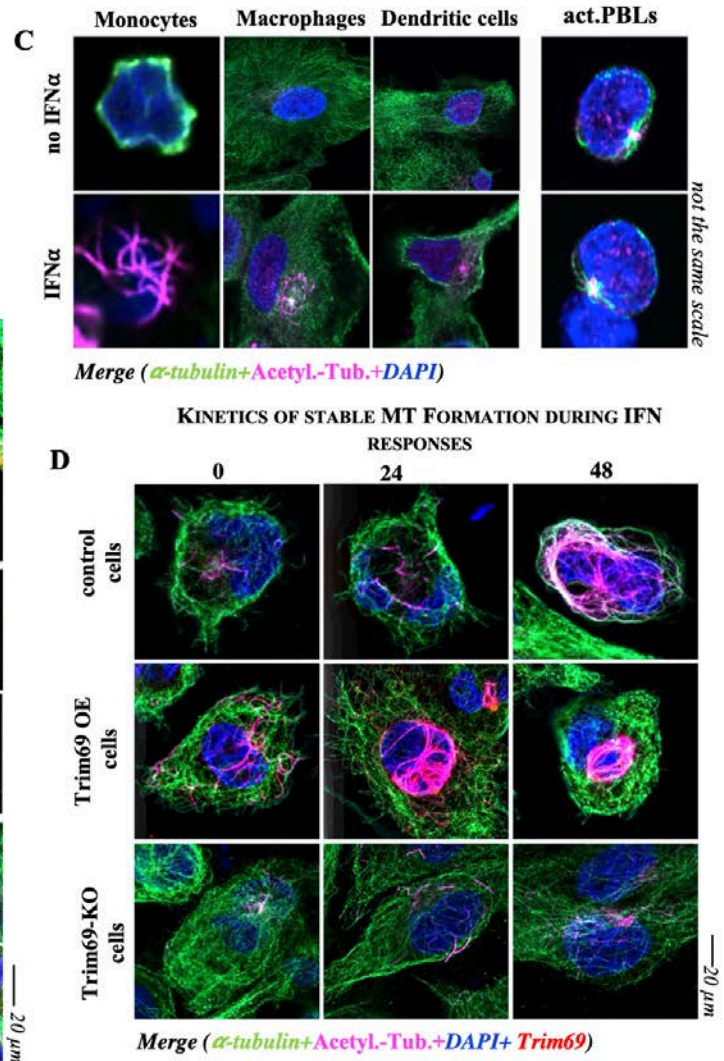 C
Monocytes Macrophages Dendritic cells act.PBLs
no IFNα
IFNα
not the same scale
Merge (α-tubulin+Acetyl.-Tub.+DAPI)
KINETICS OF STABLE MT FORMATION DURING IFN
RESPONSES
D
0 24 48
control
cells
Trim69 OE
cells
Trim69-KO
cells
20 µm
20 µm
Merge (α-tubulin+Acetyl.-Tub.+DAPI+ Trim69)